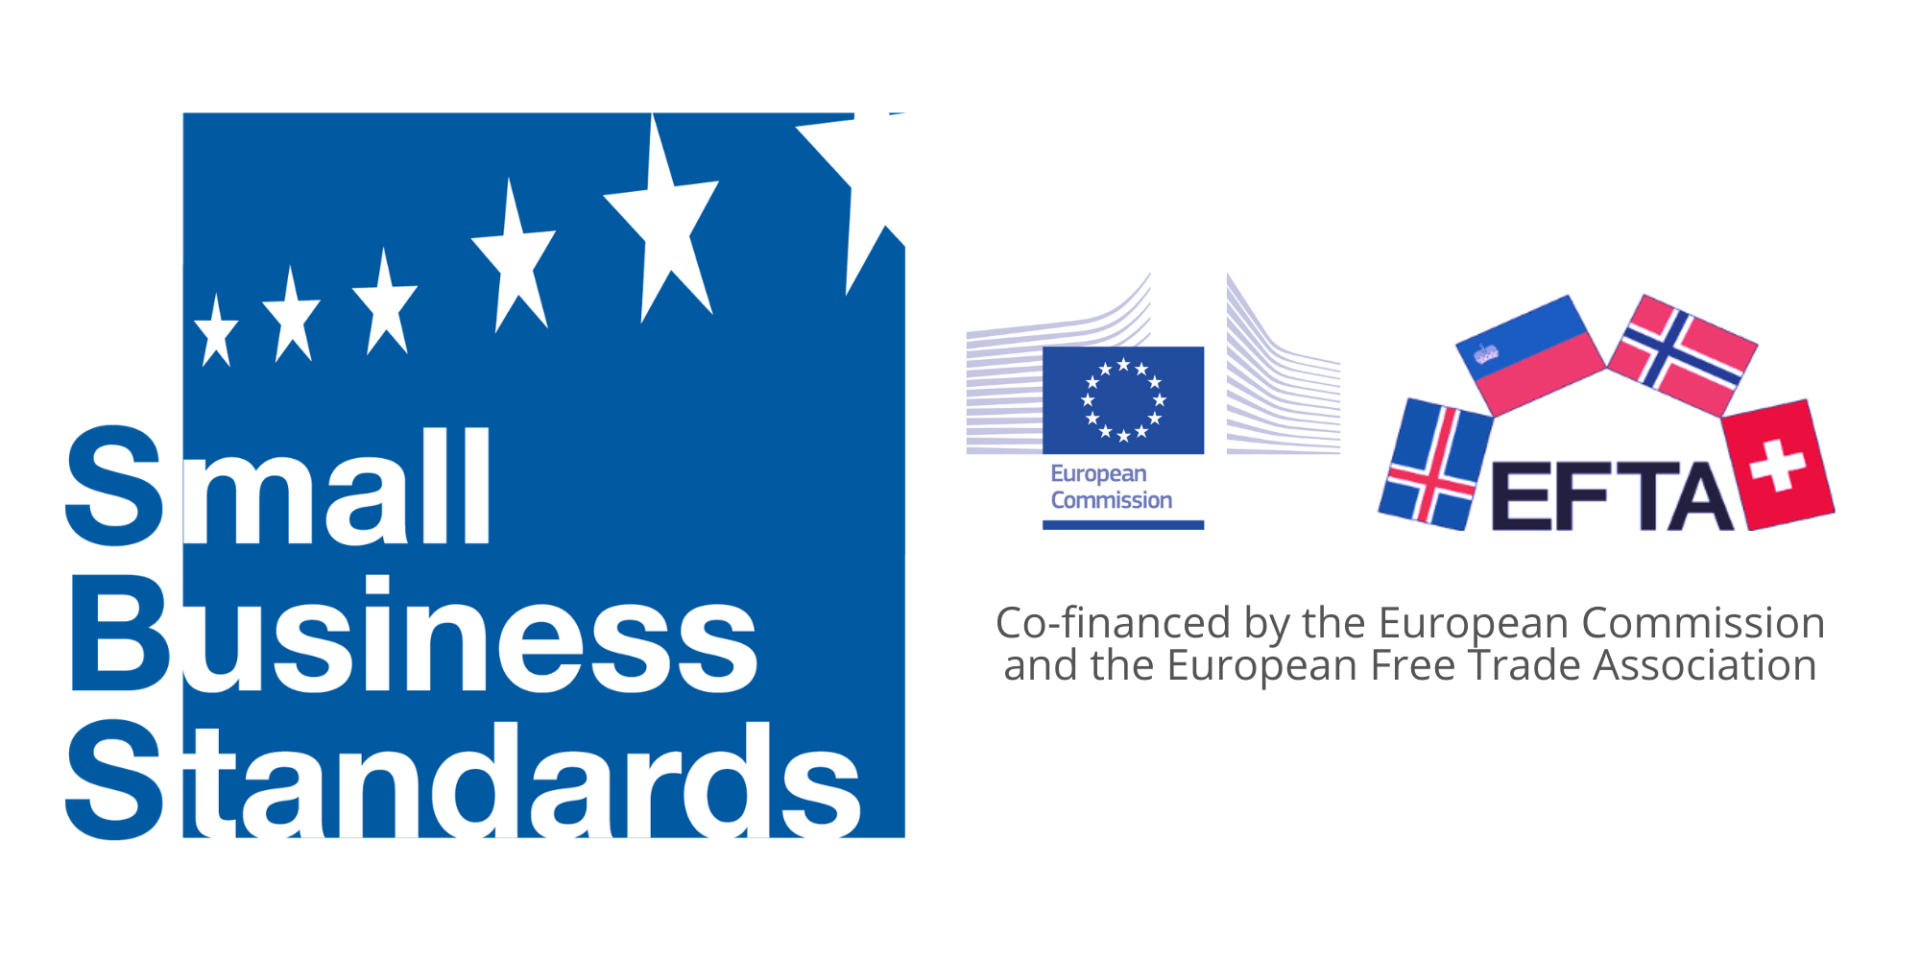 Small
Business
Standards
European
Commission
EFTA
Co-financed by the European Commission
and the European Free Trade Association